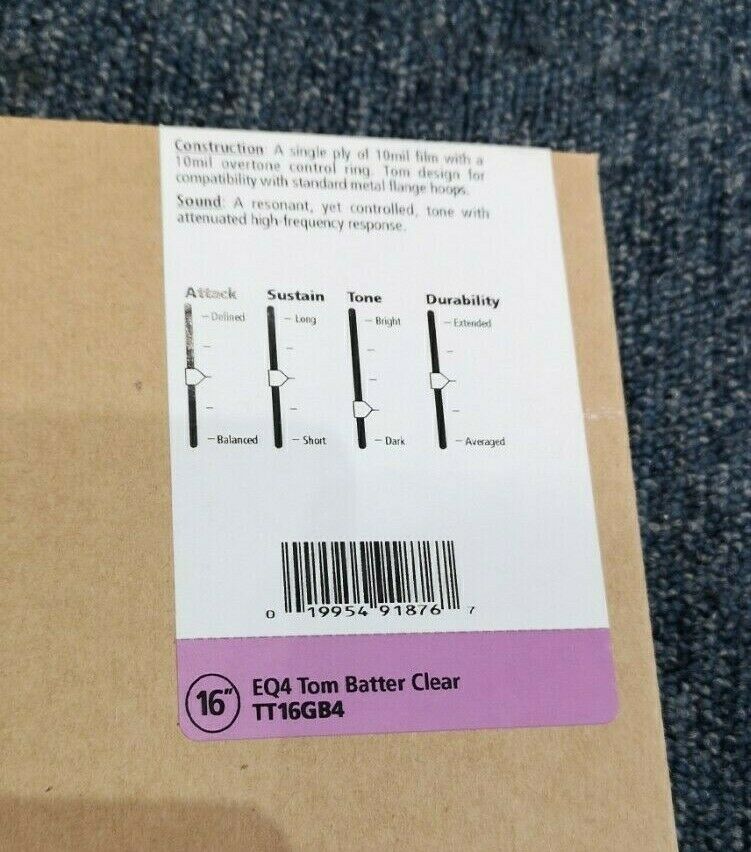 Construction: A single ply of 10mil film with a
10mil overtone control ring. Tom design for
compatibility with standard metal flange hoops.
Sound: A resonant, yet controlled, tone with
attenuated high-frequency response.
Attack Sustain Tone Durability
– Defined – Long – Bright – Extended
– Balanced – Short – Dark – Averaged
0 19954 91876 7
16" EQ4 Tom Batter Clear
TT16GB4